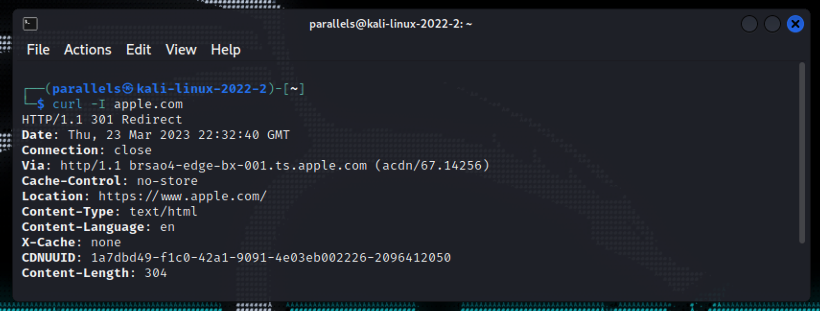 parallels@kali-linux-2022-2: ~
File Actions Edit View Help
┌──(parallels㉿kali-linux-2022-2)-[~]
└─$ curl -I apple.com
HTTP/1.1 301 Redirect
Date: Thu, 23 Mar 2023 22:32:40 GMT
Connection: close
Via: http/1.1 brsao4-edge-bx-001.ts.apple.com (acdn/67.14256)
Cache-Control: no-store
Location: https://www.apple.com/
Content-Type: text/html
Content-Language: en
X-Cache: none
CDNUUID: 1a7dbd49-f1c0-42a1-9091-4e03eb002226-2096412050
Content-Length: 304